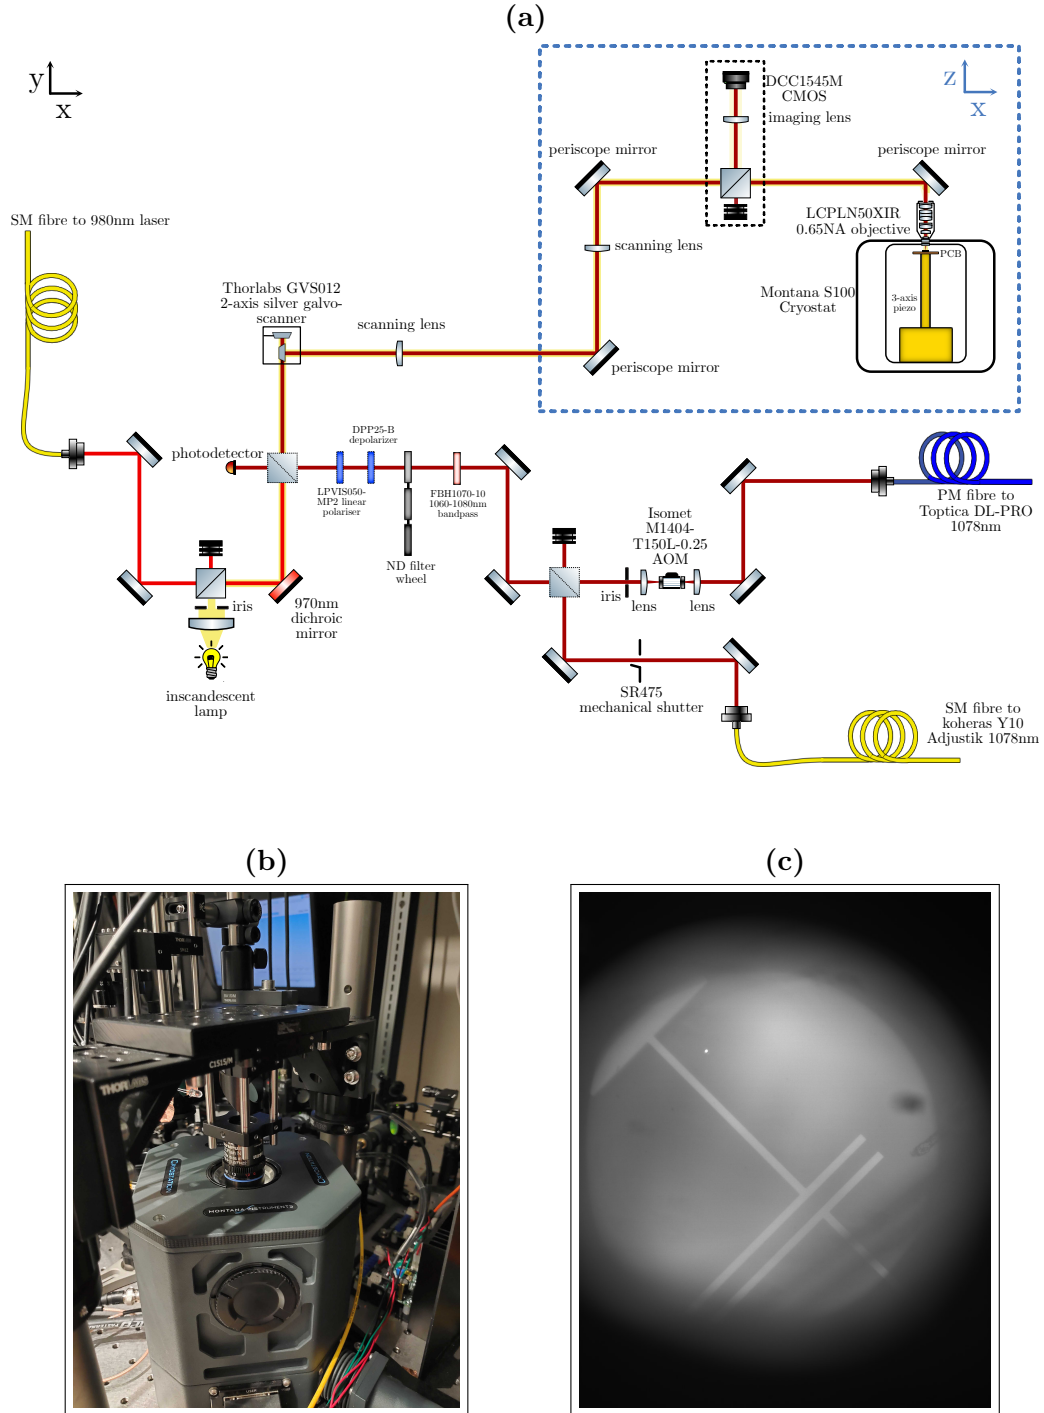 (a)
y
x
z
x
DCC1545M
CMOS
imaging lens
periscope mirror
periscope mirror
SM fibre to 980nm laser
LCPLN50XIR
0.65NA objective
scanning lens
PCB
Thorlabs GVS012
2-axis silver galvo-
scanner
Montana S100
Cryostat
3-axis
piezo
scanning lens
periscope mirror
DPP25-B
depolarizer
photodetector
LPVIS050-
MP2 linear
polariser
FBH1070-10
1060-1080nm
bandpass
PM fibre to
Toptica DL-PRO
1078nm
Isomet
M1404-
T150L-0.25
AOM
ND filter
wheel
iris
lens
lens
iris
970nm
dichroic
mirror
inscandescent
lamp
SR475
mechanical shutter
SM fibre to
koheras Y10
Adjustik 1078nm
(b)
(c)
C1515/M
THORLABS
CRYOSTATION
CRYOSTATION
MONTANA INSTRUMENTS